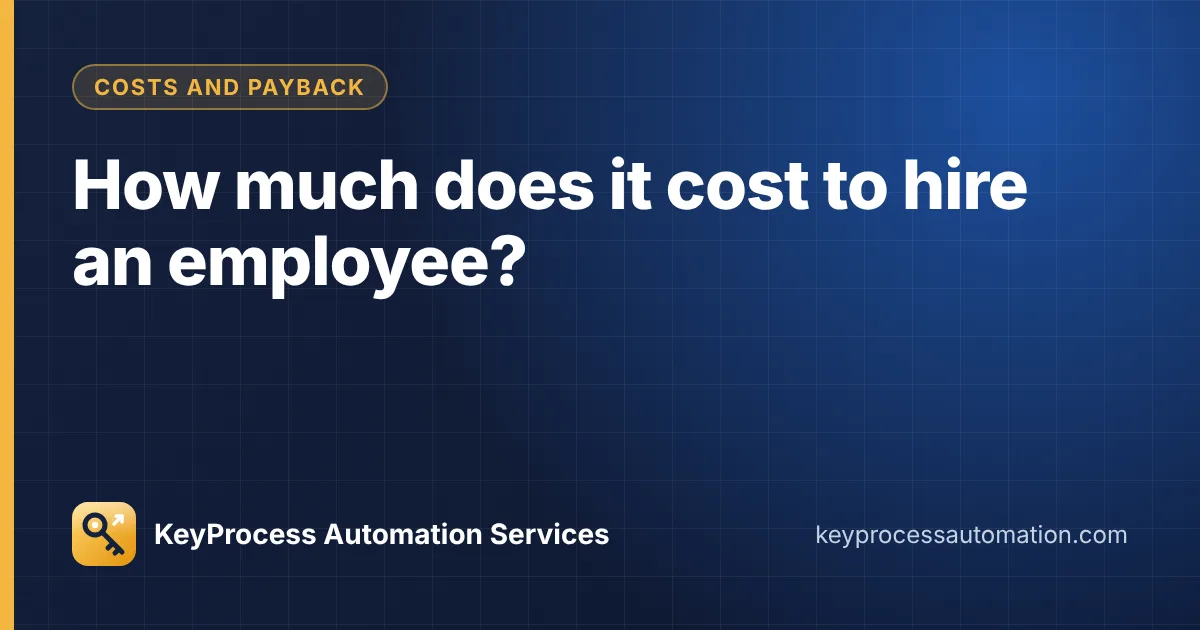 COSTS AND PAYBACK
How much does it cost to hire
an employee?
KeyProcess Automation Services
keyprocessautomation.com